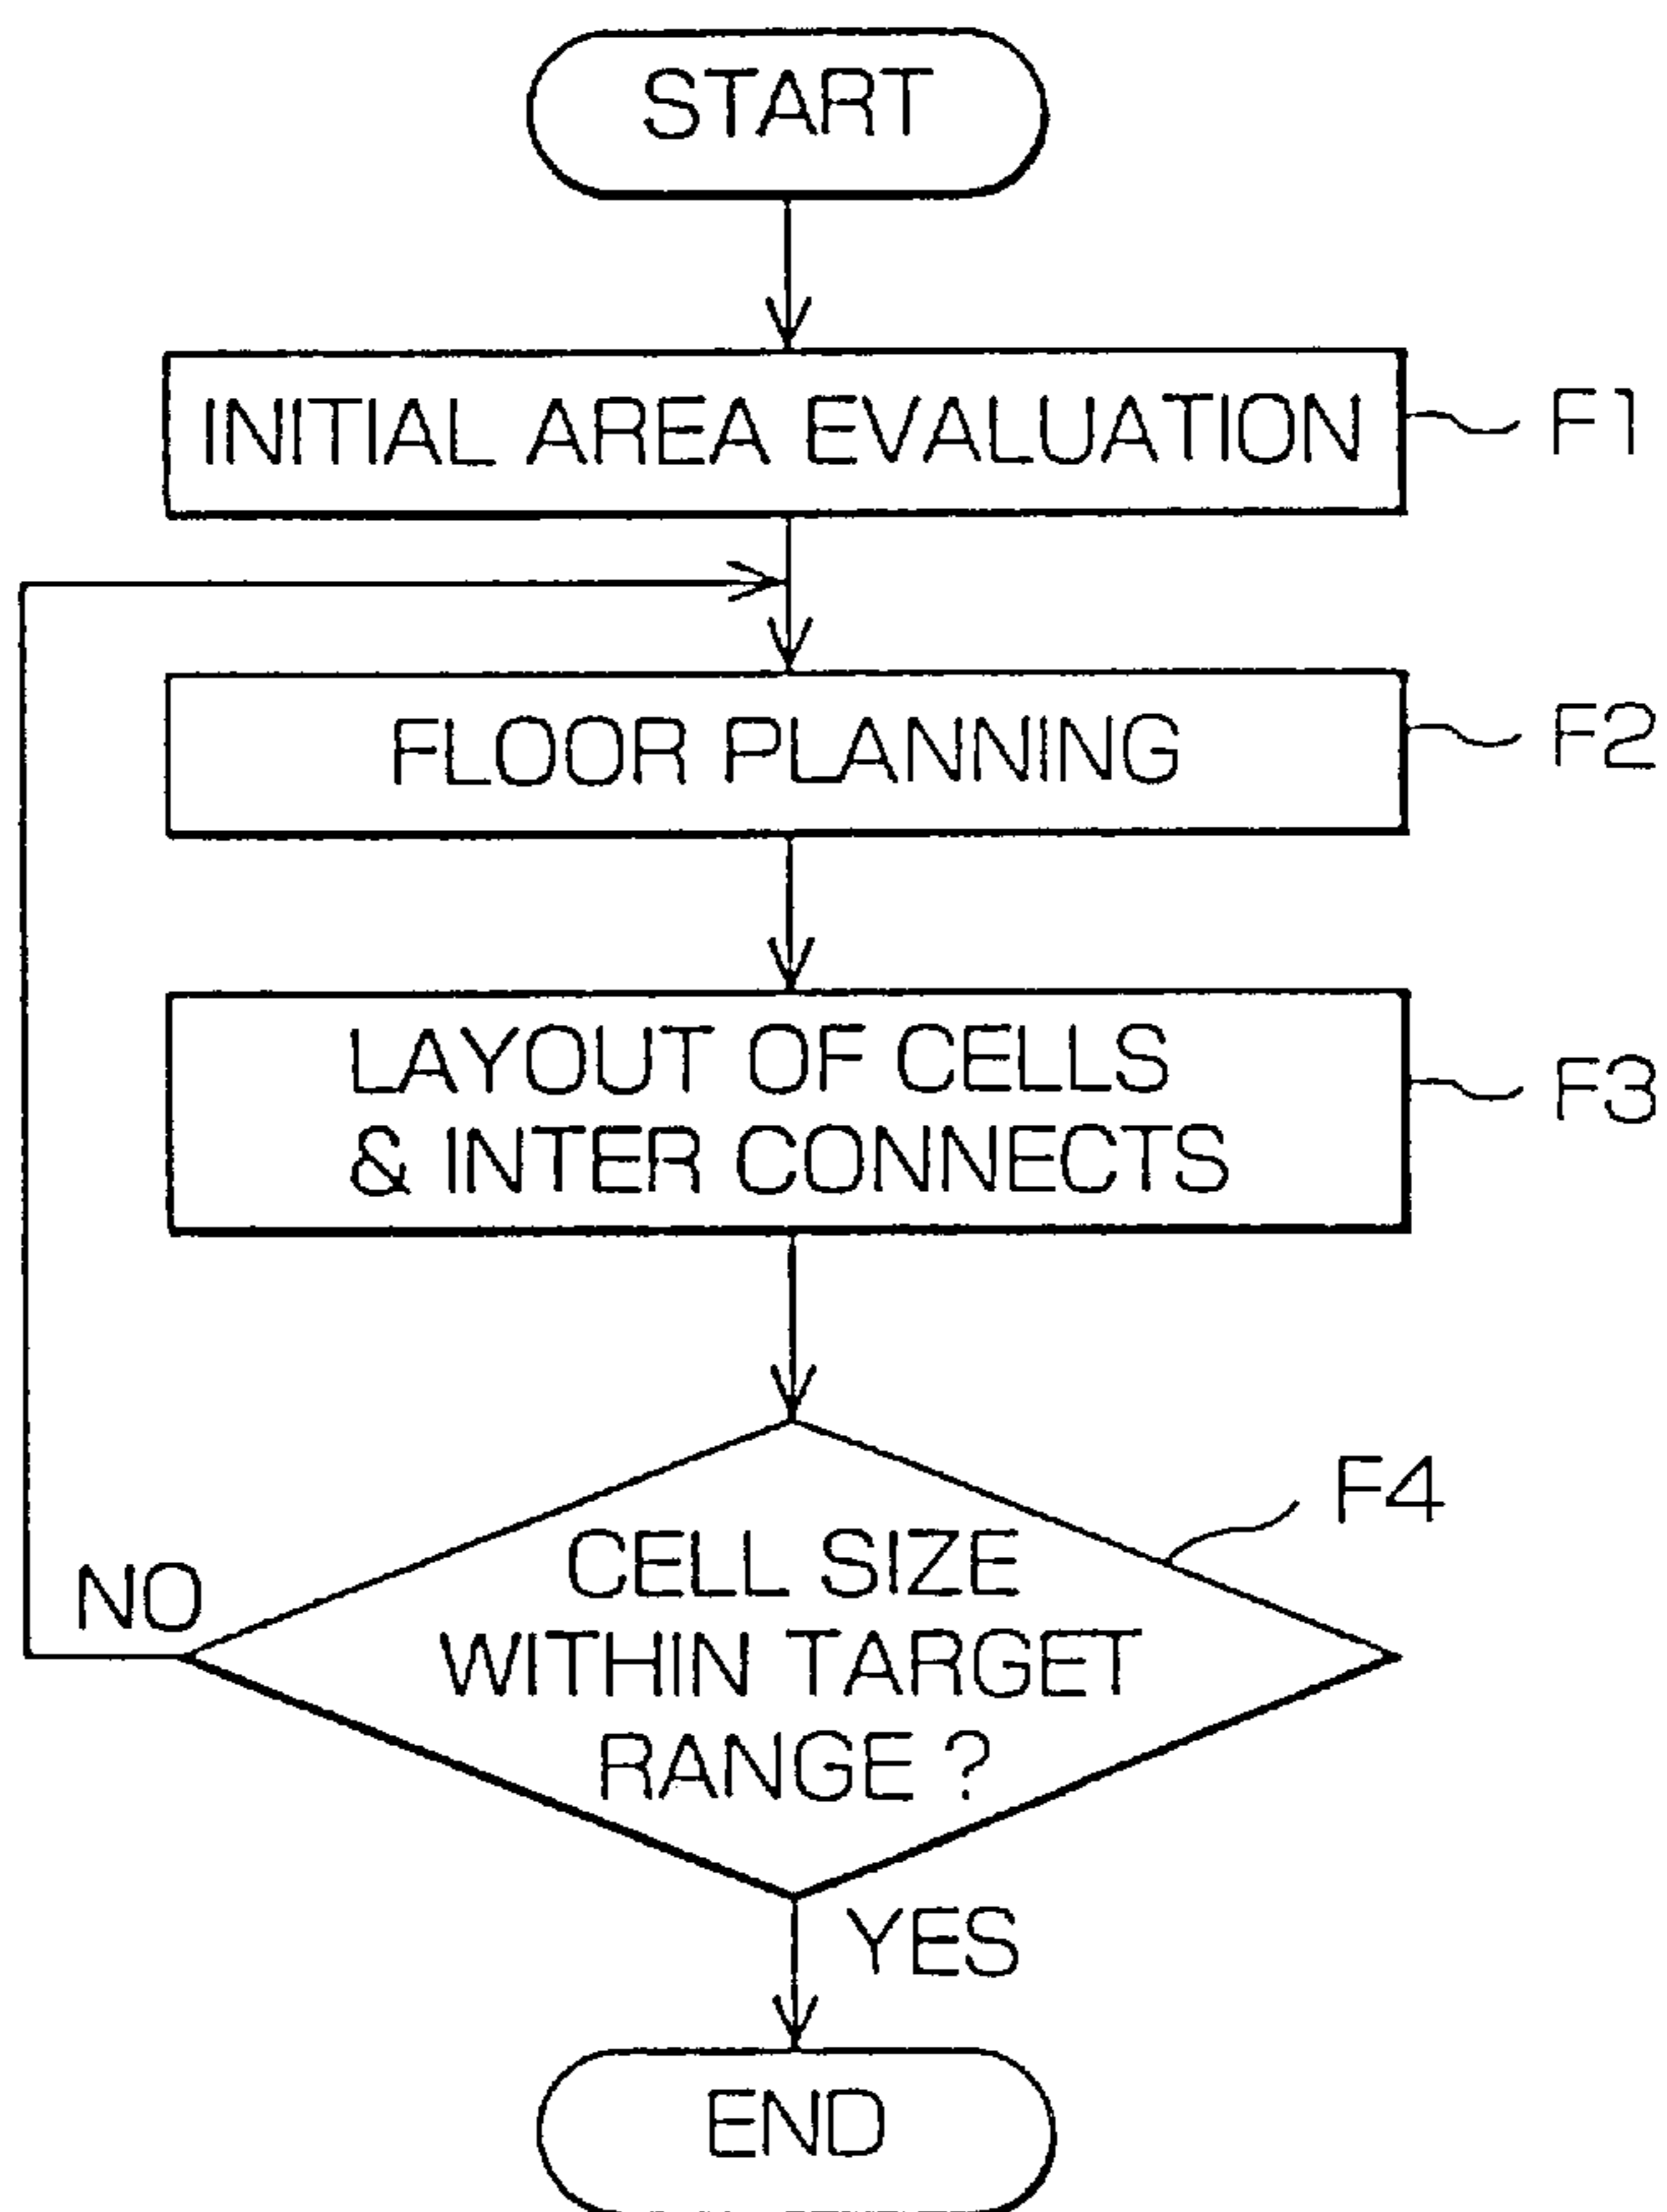 START
INITIAL AREA EVALUATION
F1
FLOOR PLANNING
F2
LAYOUT OF CELLS
& INTER CONNECTS
F3
F4
CELL SIZE
WITHIN TARGET
RANGE ?
NO
YES
END